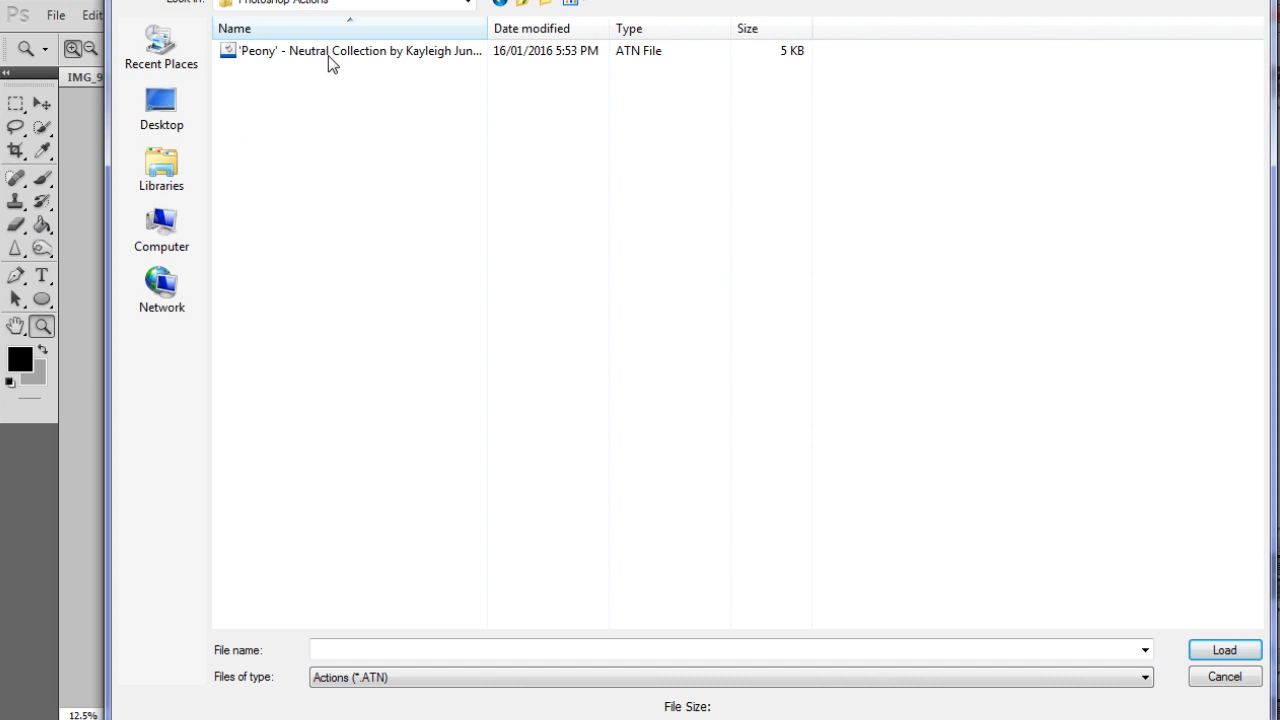 Look in:
Photoshop Actions
Ps File Edit
Name Date modified Type Size
'Peony' - Neutral Collection by Kayleigh Jun... 16/01/2016 5:53 PM ATN File 5 KB
IMG_9
Recent Places
Desktop
Libraries
Computer
Network
T
File name: Load
Files of type: Actions (*.ATN) Cancel
File Size:
12.5%